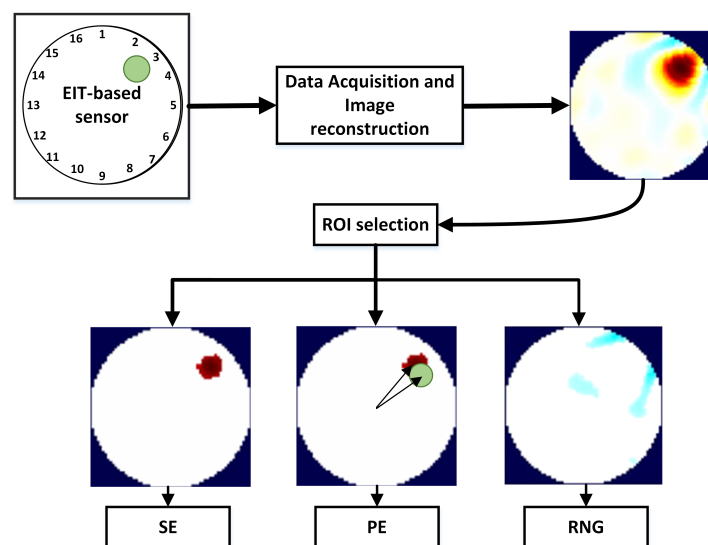 1
2
3
4
5
6
7
8
9
10
11
12
13
14
15
16
EIT-based
sensor
Data Acquisition and
Image
reconstruction
ROI selection
SE
PE
RNG